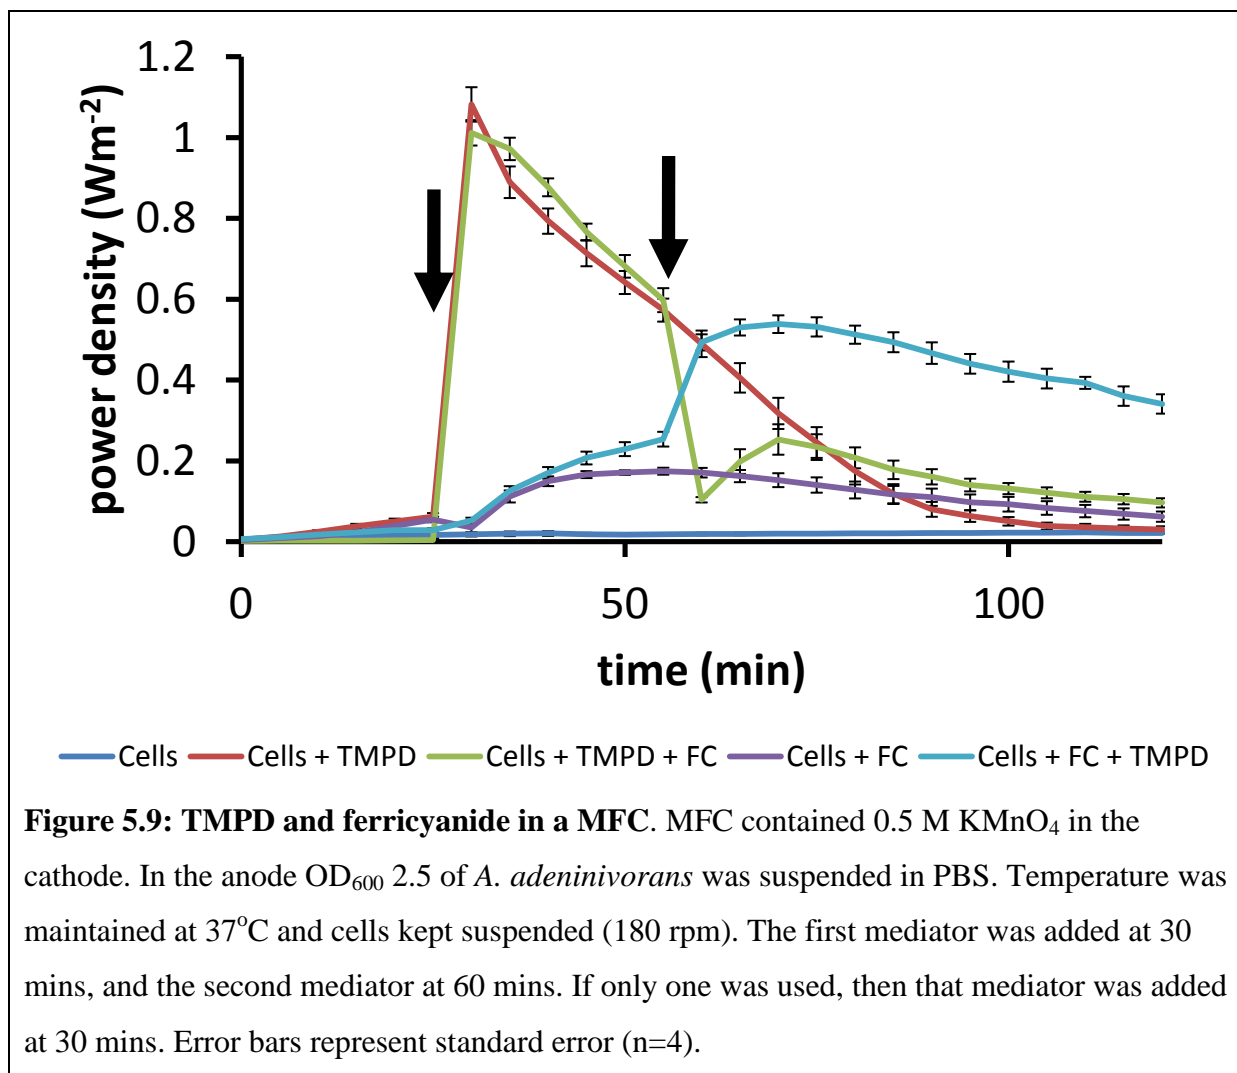 power density (Wm-2)
1.2
1
0.8
0.6
0.4
0.2
0
0 50 100
time (min)
Cells Cells + TMPD Cells + TMPD + FC Cells + FC Cells + FC + TMPD
Figure 5.9: TMPD and ferricyanide in a MFC. MFC contained 0.5 M KMnO4 in the
cathode. In the anode OD600 2.5 of A. adeninivorans was suspended in PBS. Temperature was
maintained at 37oC and cells kept suspended (180 rpm). The first mediator was added at 30
mins, and the second mediator at 60 mins. If only one was used, then that mediator was added
at 30 mins. Error bars represent standard error (n=4).